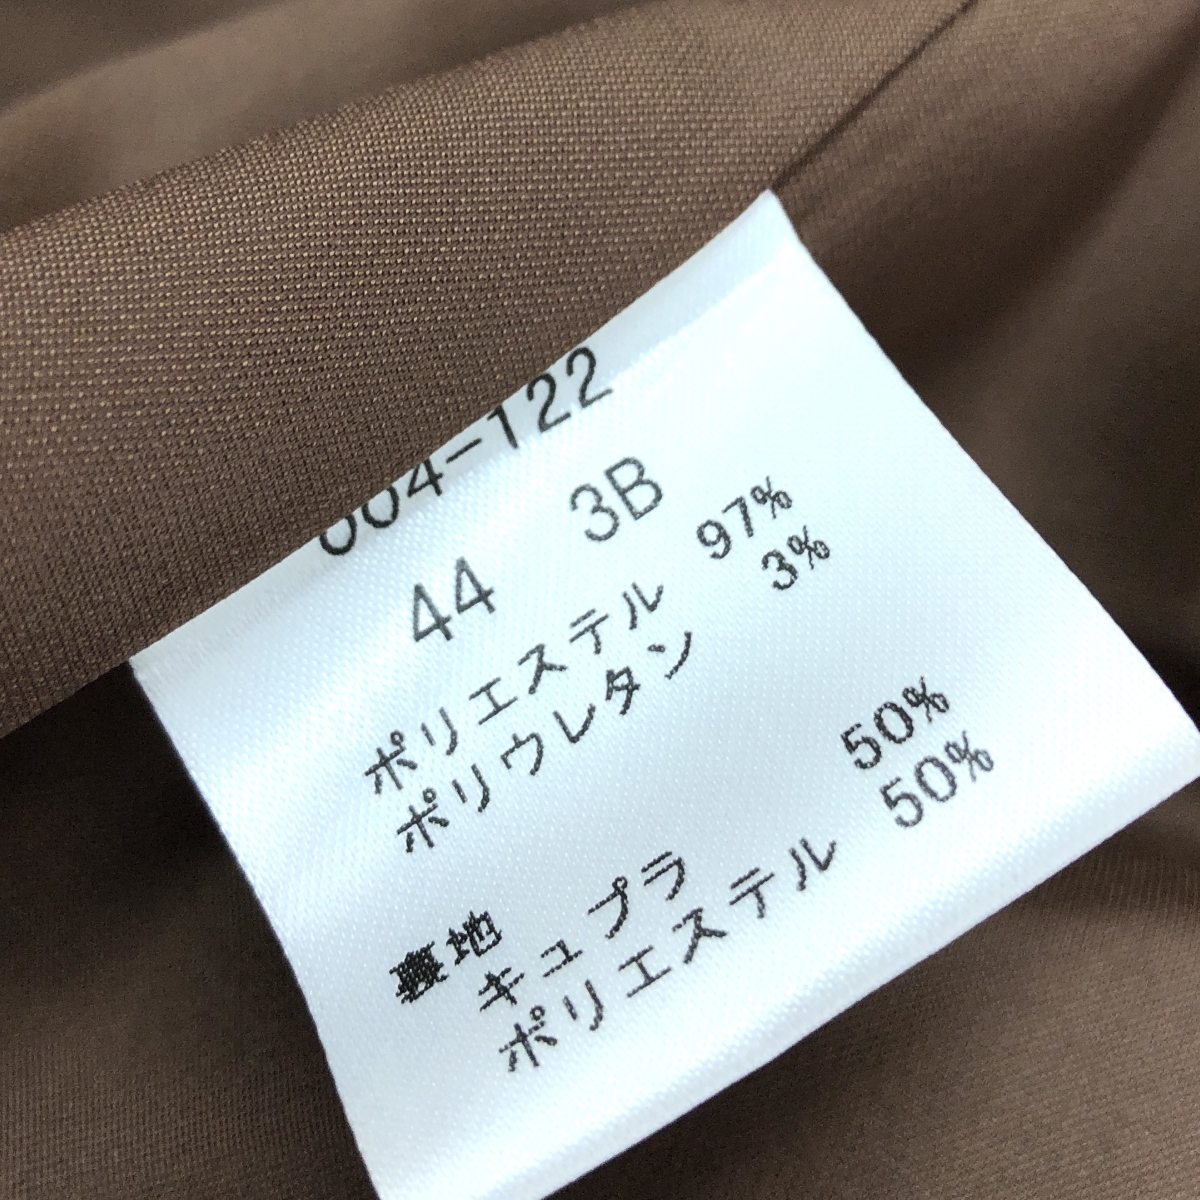 004-122
44 3B
ポリエステル 97%
ポリウレタン 3%
裏地
キュプラ 50%
ポリエステル 50%